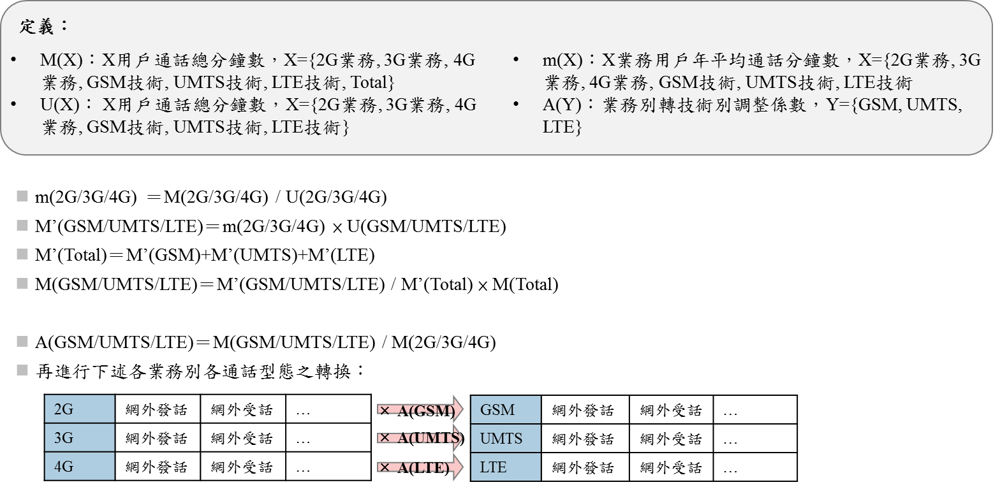 定義：
• M(X)：X用戶通話總分鐘數，X={2G業務, 3G業務, 4G
業務, GSM技術, UMTS技術, LTE技術, Total}
• U(X)： X用戶通話總分鐘數，X={2G業務, 3G業務, 4G
業務, GSM技術, UMTS技術, LTE技術}
• m(X)：X業務用戶年平均通話分鐘數，X={2G業務, 3G
業務, 4G業務, GSM技術, UMTS技術, LTE技術
• A(Y)：業務別轉技術別調整係數，Y={GSM, UMTS,
LTE}
m(2G/3G/4G) ＝M(2G/3G/4G) / U(2G/3G/4G)
M’(GSM/UMTS/LTE)＝m(2G/3G/4G) × U(GSM/UMTS/LTE)
M’(Total)＝M’(GSM)+M’(UMTS)+M’(LTE)
M(GSM/UMTS/LTE)＝M’(GSM/UMTS/LTE) / M’(Total) × M(Total)
A(GSM/UMTS/LTE)＝M(GSM/UMTS/LTE) / M(2G/3G/4G)
再進行下述各業務別各通話型態之轉換：
2G 網外發話 網外受話 … × A(GSM) GSM 網外發話 網外受話 …
3G 網外發話 網外受話 … × A(UMTS) UMTS 網外發話 網外受話 …
4G 網外發話 網外受話 … × A(LTE) LTE 網外發話 網外受話 …